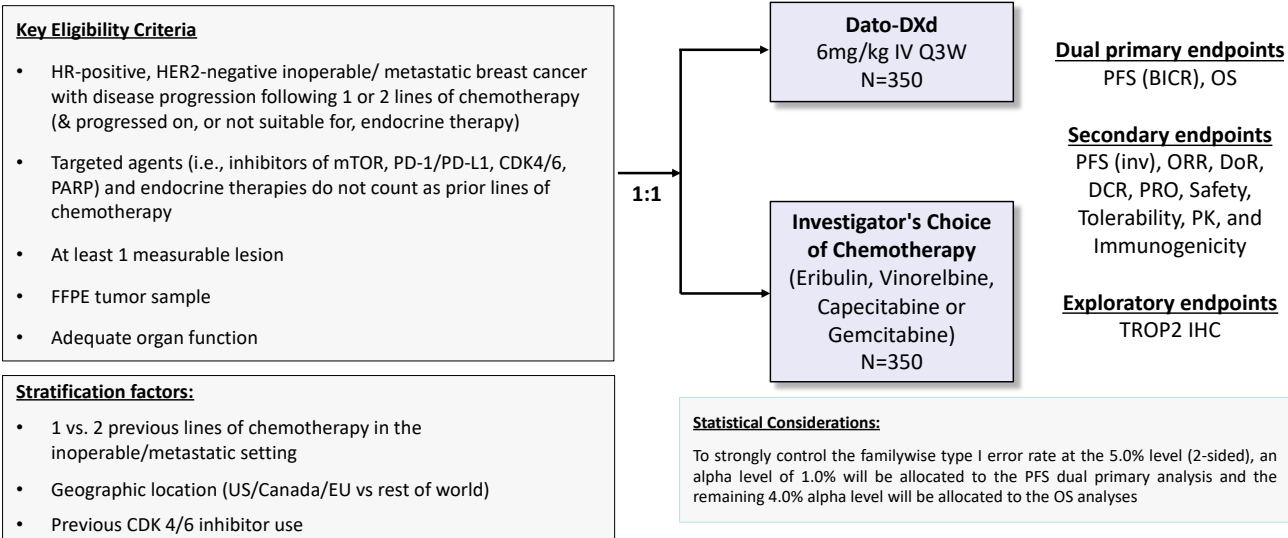 Key Eligibility Criteria
• HR-positive, HER2-negative inoperable/ metastatic breast cancer
with disease progression following 1 or 2 lines of chemotherapy
(& progressed on, or not suitable for, endocrine therapy)
• Targeted agents (i.e., inhibitors of mTOR, PD-1/PD-L1, CDK4/6,
PARP) and endocrine therapies do not count as prior lines of
chemotherapy
• At least 1 measurable lesion
• FFPE tumor sample
• Adequate organ function
Stratification factors:
• 1 vs. 2 previous lines of chemotherapy in the
inoperable/metastatic setting
• Geographic location (US/Canada/EU vs rest of world)
• Previous CDK 4/6 inhibitor use
1:1
Dato-DXd
6mg/kg IV Q3W
N=350
Investigator's Choice
of Chemotherapy
(Eribulin, Vinorelbine,
Capecitabine or
Gemcitabine)
N=350
Dual primary endpoints
PFS (BICR), OS
Secondary endpoints
PFS (inv), ORR, DoR,
DCR, PRO, Safety,
Tolerability, PK, and
Immunogenicity
Exploratory endpoints
TROP2 IHC
Statistical Considerations:
To strongly control the familywise type I error rate at the 5.0% level (2-sided), an
alpha level of 1.0% will be allocated to the PFS dual primary analysis and the
remaining 4.0% alpha level will be allocated to the OS analyses